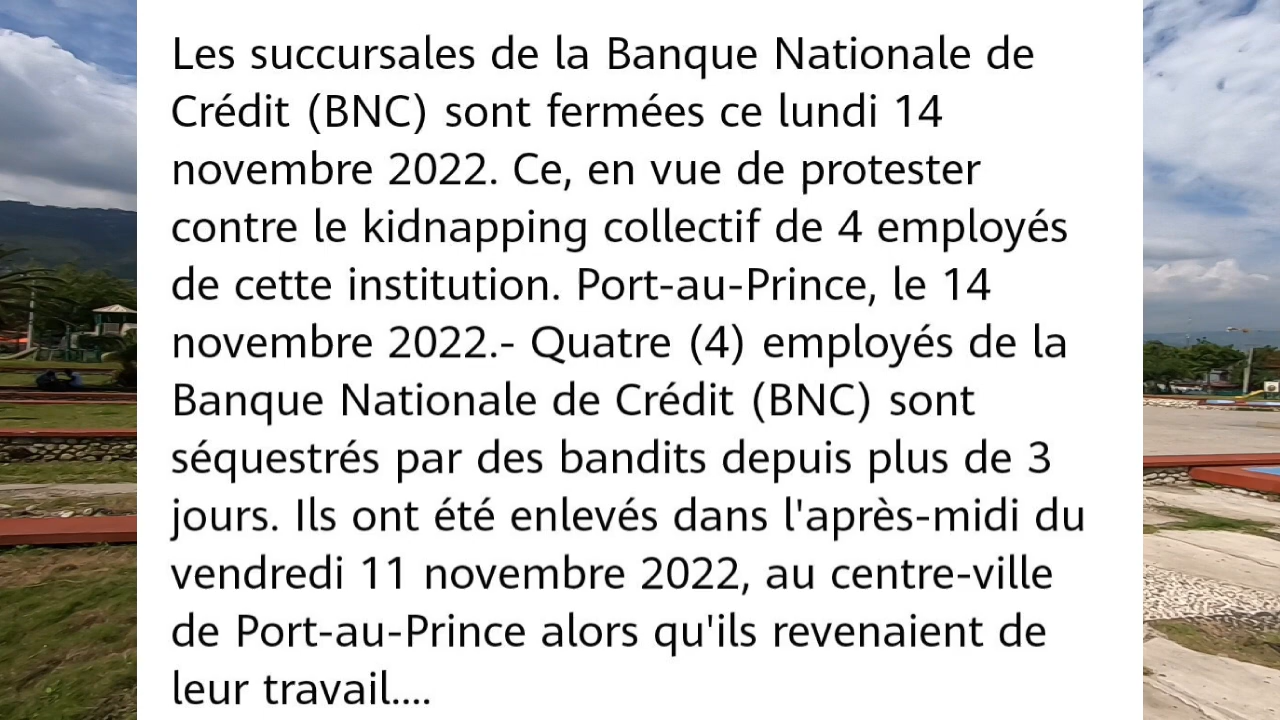 Les succursales de la Banque Nationale de
Crédit (BNC) sont fermées ce lundi 14
novembre 2022. Ce, en vue de protester
contre le kidnapping collectif de 4 employés
de cette institution. Port-au-Prince, le 14
novembre 2022.- Quatre (4) employés de la
Banque Nationale de Crédit (BNC) sont
séquestrés par des bandits depuis plus de 3
jours. Ils ont été enlevés dans l'après-midi du
vendredi 11 novembre 2022, au centre-ville
de Port-au-Prince alors qu'ils revenaient de
leur travail....